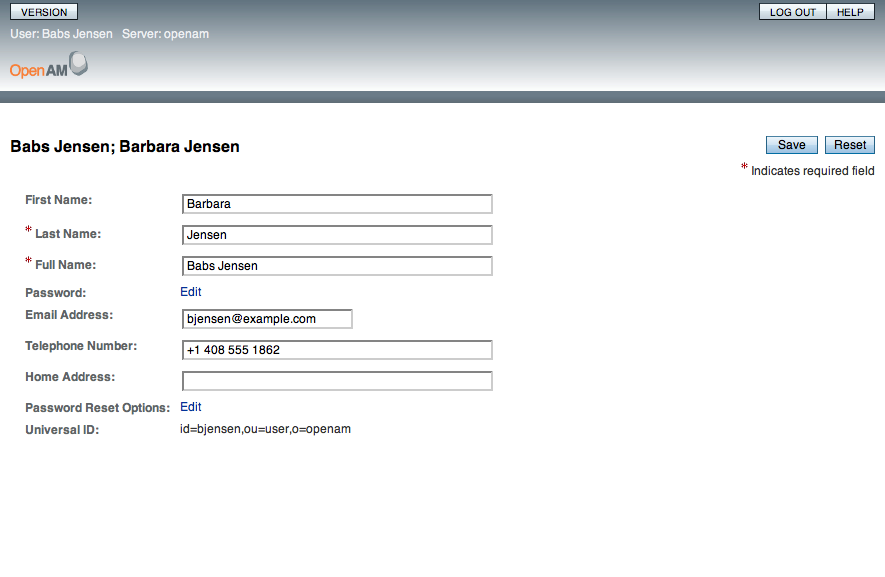 VERSION LOG OUT HELP
User: Babs Jensen Server: openam
OpenAM
Babs Jensen; Barbara Jensen Save Reset
* Indicates required field
First Name: Barbara
* Last Name: Jensen
* Full Name: Babs Jensen
Password: Edit
Email Address: bjensen@example.com
Telephone Number: +1 408 555 1862
Home Address:
Password Reset Options: Edit
Universal ID: id=bjensen,ou=user,o=openam